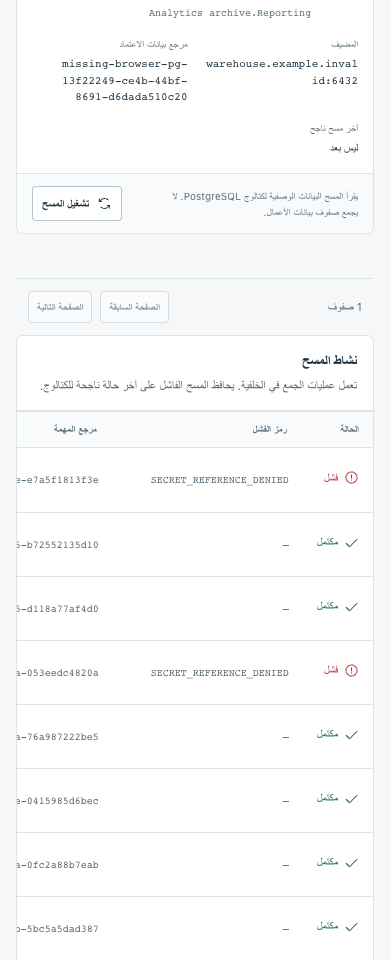 Analytics archive.Reporting
المضيف
warehouse.example.inval
id:6432
مرجع بيانات الاعتماد
missing-browser-pg-
13f22249-ce4b-44bf-
8691-d6dada510c20
آخر مسح ناجح
ليس بعد
يقرأ المسح البيانات الوصفية لكتالوج PostgreSQL. لا
يجمع صفوف بيانات الأعمال.
تشغيل المسح
1 صفوف
الصفحة السابقة
الصفحة التالية
نشاط المسح
تعمل عمليات الجمع في الخلفية. يحافظ المسح الفاشل على آخر حالة ناجحة للكتالوج.
الحالة رمز الفشل مرجع المهمة
فشل SECRET_REFERENCE_DENIED e-e7a5f1813f3e
مكتمل — 5-b72552135d10
مكتمل — 5-d118a77af4d0
فشل SECRET_REFERENCE_DENIED a-053eedc4820a
مكتمل — a-76a987222be5
مكتمل — e-0415985d6bec
مكتمل — a-0fc2a88b7eab
مكتمل — o-5bc5a5dad387